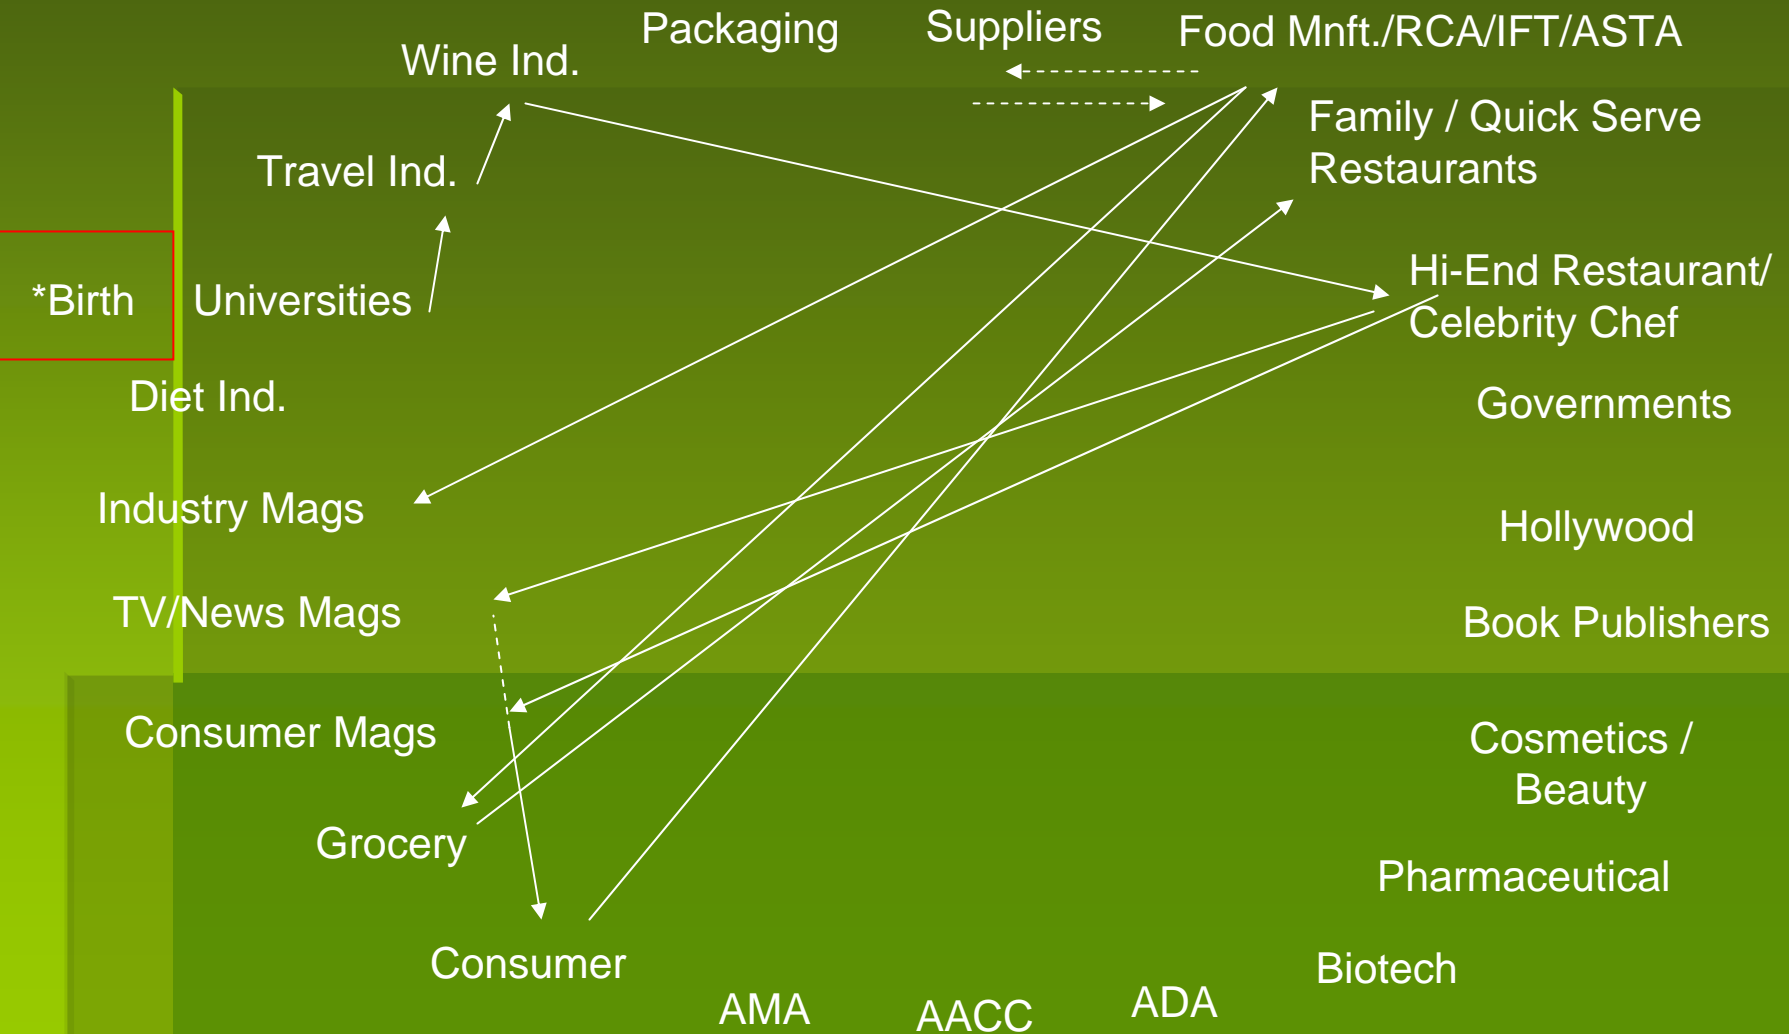 Packaging
Suppliers
Food Mnft./RCA/IFT/ASTA
Wine Ind.
Family / Quick Serve
Restaurants
Travel Ind.
*Birth
Universities
Hi-End Restaurant/
Celebrity Chef
Diet Ind.
Governments
Industry Mags
Hollywood
TV/News Mags
Book Publishers
Consumer Mags
Cosmetics /
Beauty
Grocery
Pharmaceutical
Consumer
Biotech
AMA
AACC
ADA